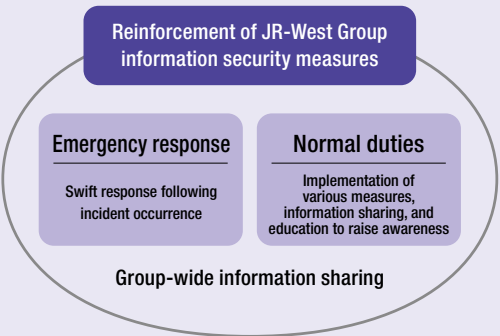 Reinforcement of JR-West Group
information security measures
Emergency response
Swift response following
incident occurrence
Normal duties
Implementation of
various measures,
information sharing, and
education to raise awareness
Group-wide information sharing